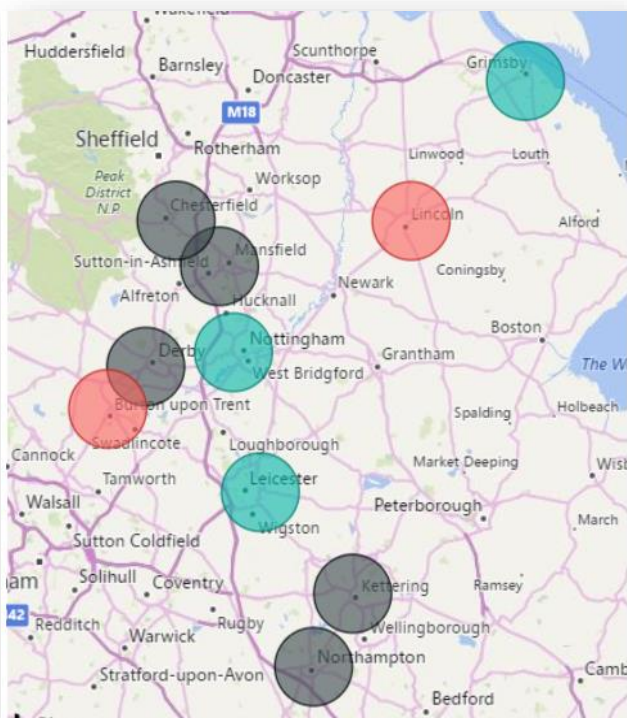 Wakefield
Huddersfield
Scunthorpe
Grimsby
Barnsley
Doncaster
M18
Sheffield
Rotherham
Linwood
Louth
Peak
District
N.P.
Worksop
Chesterfield
Lincoln
Alford
Mansfield
Sutton-in-Ashfield
Coningsby
Alfreton
Newark
Hucknall
Boston
Nottingham
Derby
Grantham
The W
West Bridgford
Burton upon Trent
Spalding
Holbeach
Swadlincote
Loughborough
Cannock
Market Deeping
Tamworth
Leicester
Wisb
Walsall
Peterborough
Wigston
March
Sutton Coldfield
am
Solihull
Coventry
Kettering
Ramsey
42
Rugby
Redditch
Wellingborough
Warwick
Northampton
Stratford-upon-Avon
Camb
Bedford